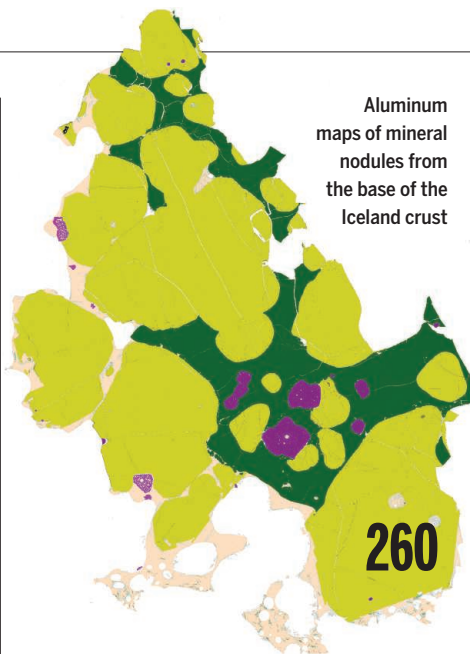 Aluminum
maps of mineral
nodules from
the base of the
Iceland crust
260